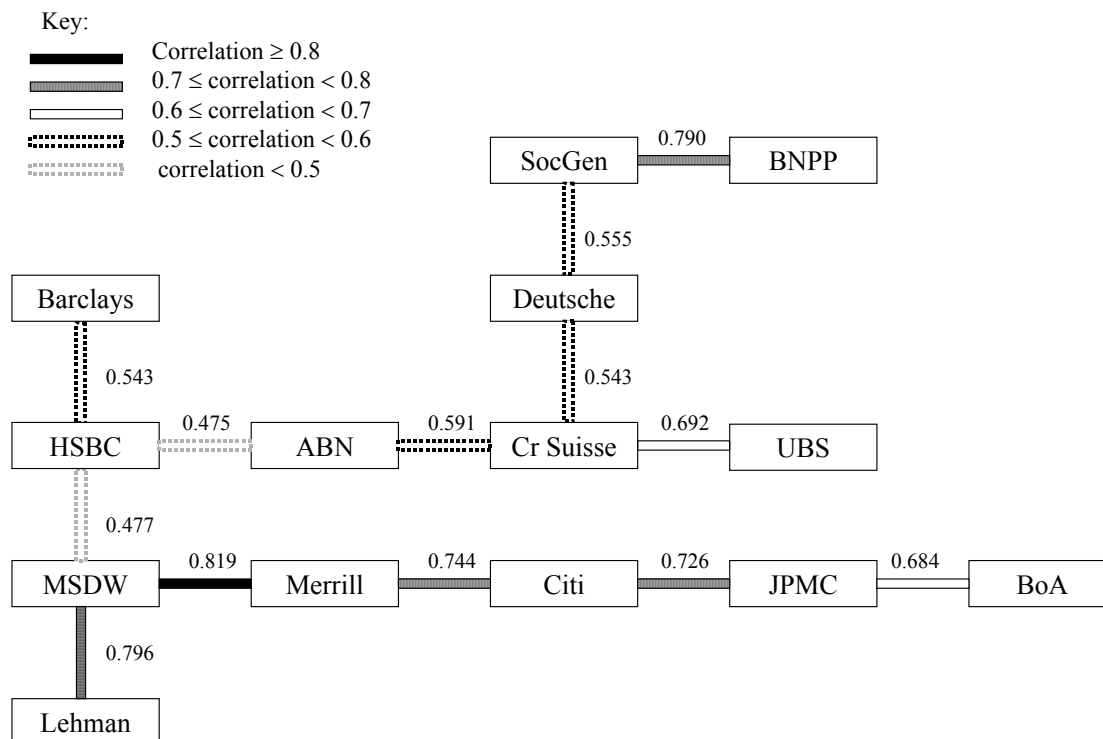 Key:
Correlation ≥ 0.8
0.7 ≤ correlation < 0.8
0.6 ≤ correlation < 0.7
0.5 ≤ correlation < 0.6
correlation < 0.5
0.790
SocGen
BNPP
0.555
Barclays
Deutsche
0.543
0.543
0.475
0.591
0.692
HSBC
ABN
Cr Suisse
UBS
0.477
0.819
0.744
0.726
0.684
MSDW
Merrill
Citi
JPMC
BoA
0.796
Lehman